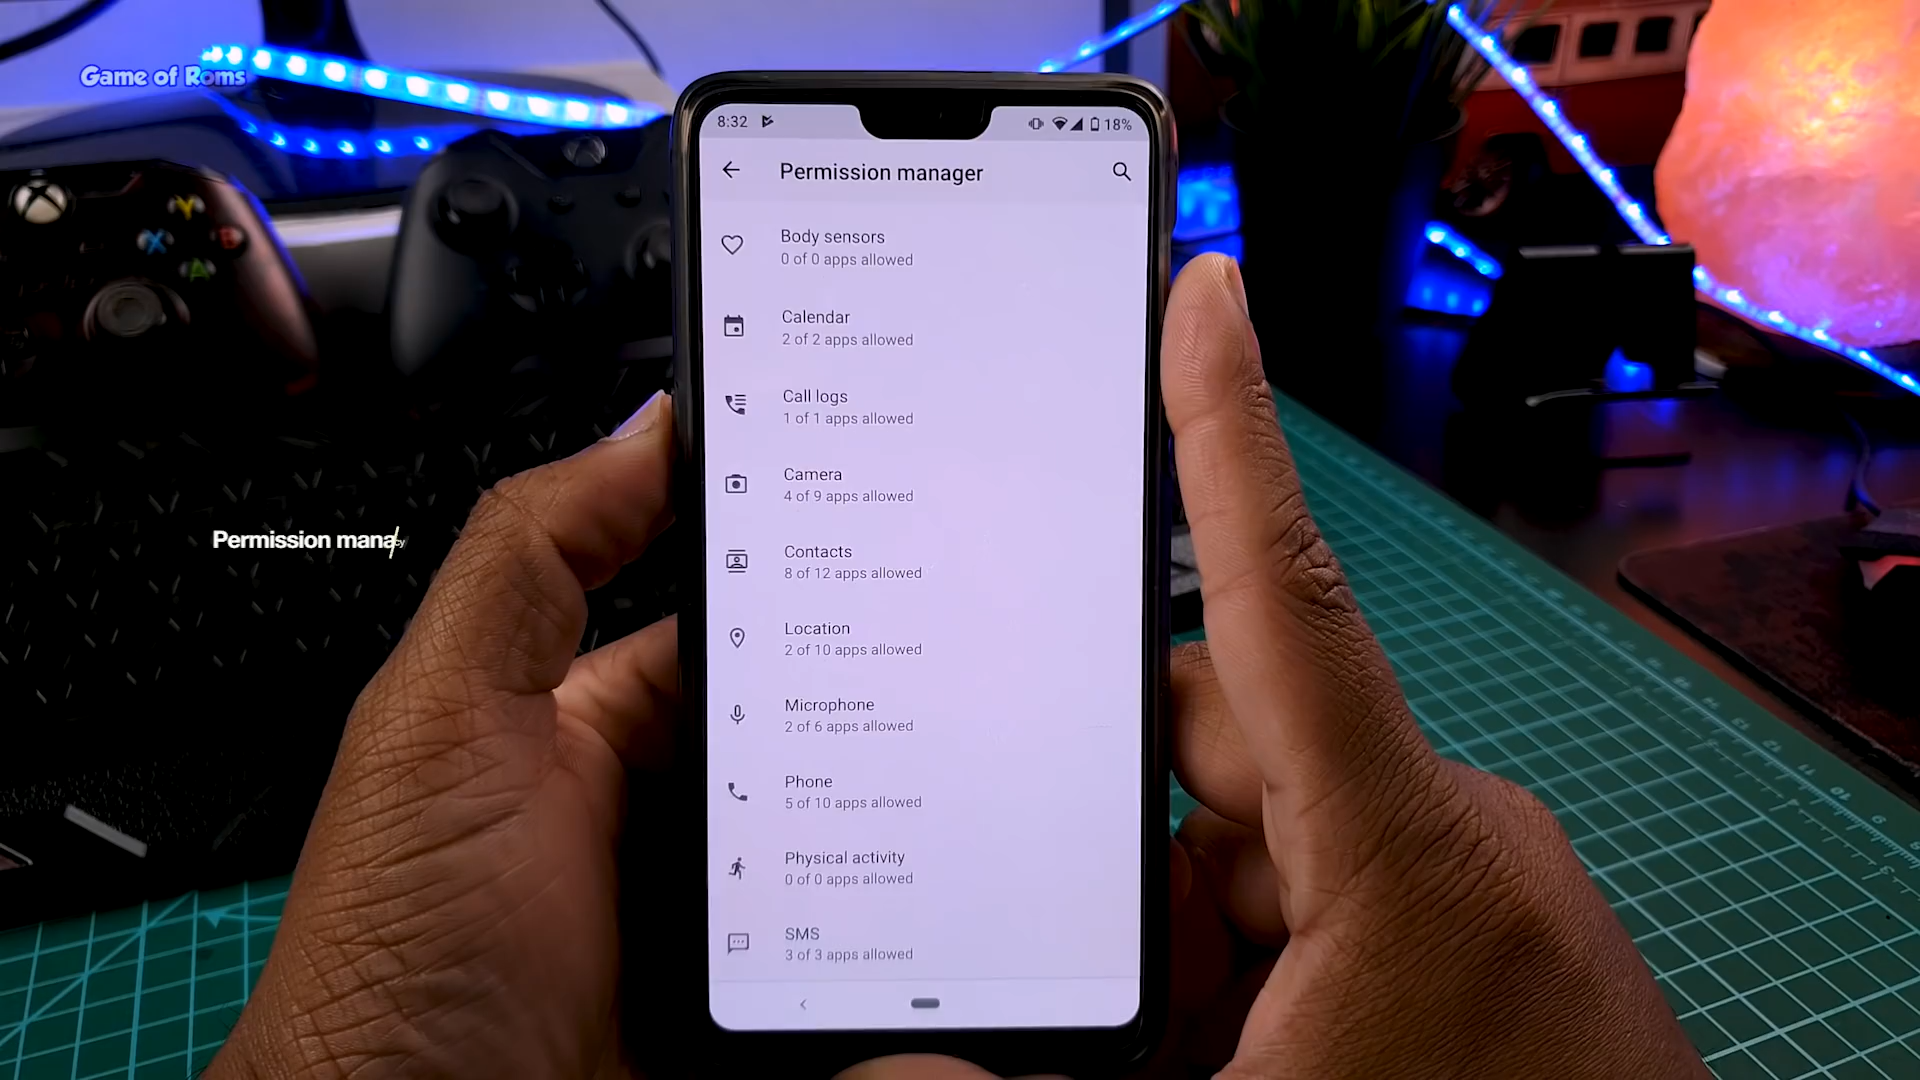 Game of Roms
8:32
18%
Permission manager
Body sensors
0 of 0 apps allowed
Calendar
2 of 2 apps allowed
Call logs
1 of 1 apps allowed
Camera
4 of 9 apps allowed
Permission mana
Contacts
8 of 12 apps allowed
Location
2 of 10 apps allowed
Microphone
2 of 6 apps allowed
Phone
5 of 10 apps allowed
Physical activity
0 of 0 apps allowed
SMS
3 of 3 apps allowed
Y
X
B
A